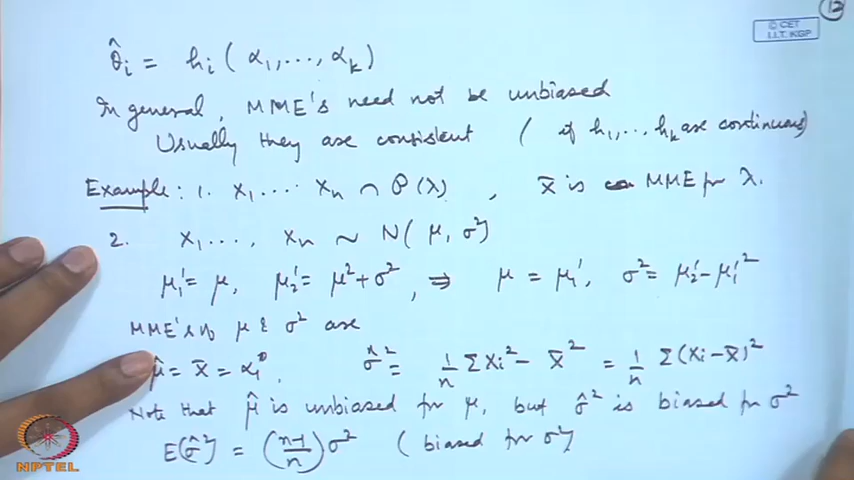 12
© CET
I.I.T. KGP
θ̂ᵢ = hᵢ (α₁, ..., αₖ)
In general, MME's need not be unbiased
Usually they are consistent ( if h₁, ... hₖ are continuous)
Example: 1. X₁ .... Xₙ ∩ P(λ) , X̄ is MME for λ.
2. X₁ ..., Xₙ ~ N( μ, σ²)
μ₁′ = μ, μ₂′ = μ² + σ² , ⇒ μ = μ₁′, σ² = μ₂′ − μ₁′²
MME's of μ & σ² are
μ̂ = X̄ = α₁ , σ̂² = 1/n ΣXᵢ² − X̄² = 1/n Σ(Xᵢ − X̄)²
Note that μ̂ is unbiased for μ, but σ̂² is biased for σ²
E(σ̂²) = (n−1/n) σ² ( biased for σ²)
NPTEL